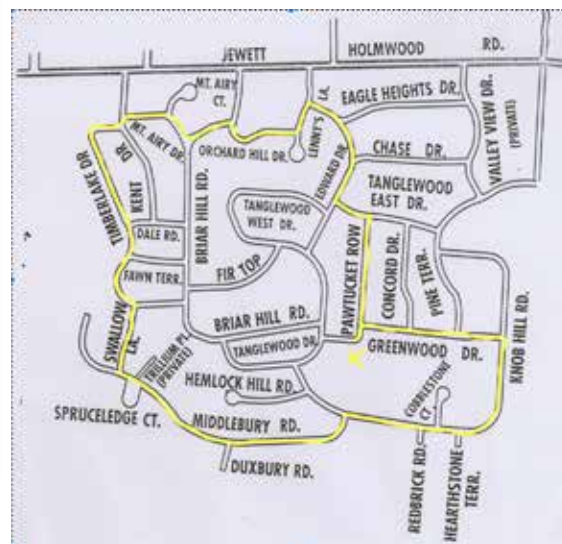 JEWETT HOLMWOOD RD.
MT. AIRY
CT.
LINNY'S LA.
EAGLE HEIGHTS DR.
VALLEY VIEW DR.
(PRIVATE)
MT. AIRY DR.
ORCHARD HILL DR.
TIMBERLAKE DR.
KENT DR
BRIAR HILL RD.
EDWARD DR.
CHASE DR.
TANGLEWOOD
EAST DR.
TANGLEWOOD
WEST DR.
DALE RD.
FAWN TERR.
FIR TOP
PAWTUCKET ROW
CONCORD DR.
PINE TERR.
KNOB HILL RD.
SWALLOW LA.
BRIAR HILL RD.
TANGLEWOOD DR.
GREENWOOD DR.
TRILLIUM PL.
(PRIVATE)
HEMLOCK HILL RD.
COBBLESTONE
CT.
SPRUCELEDGE CT.
MIDDLEBURY RD.
DUXBURY RD.
REDBRICK RD.
HEARTHSTONE
TERR.